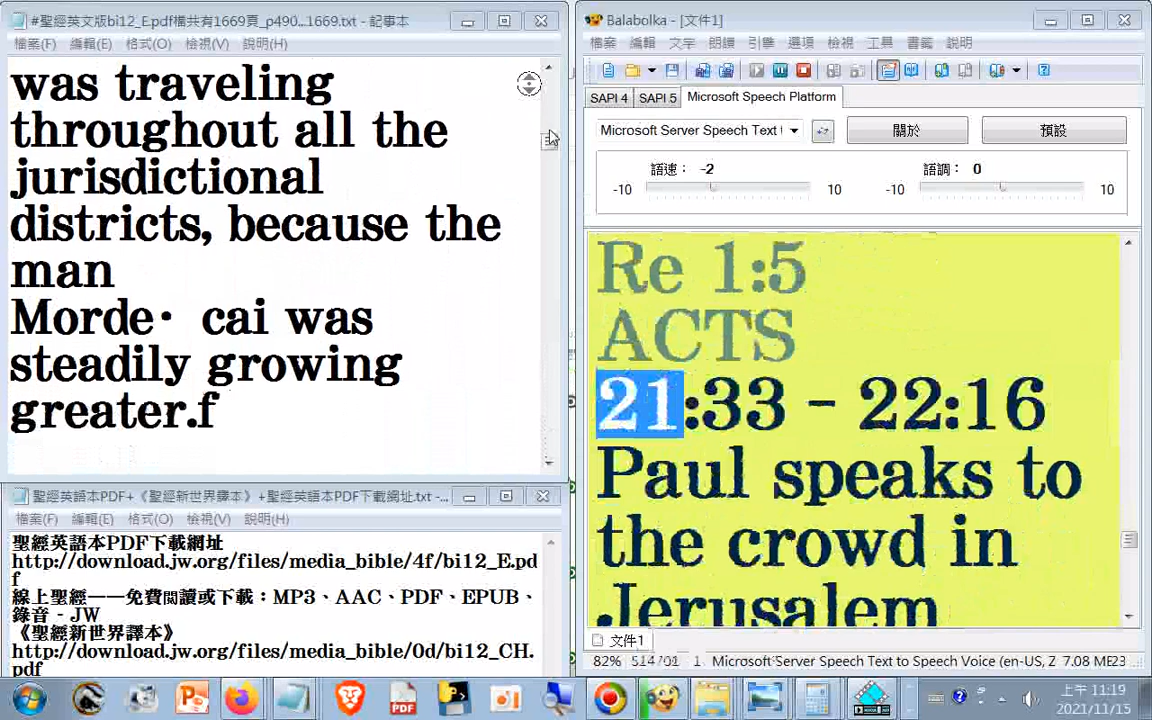 #聖經英文版bi12_E.pdf檔共有1669頁_p490...1669.txt - 記事本
檔案(F) 編輯(E) 格式(O) 檢視(V) 說明(H)
was traveling
throughout all the
jurisdictional
districts, because the
man
Morde· cai was
steadily growing
greater.f
聖經英語本PDF+《聖經新世界譯本》+聖經英語本PDF下載網址.txt -...
檔案(F) 編輯(E) 格式(O) 檢視(V) 說明(H)
聖經英語本PDF下載網址
http://download.jw.org/files/media_bible/4f/bi12_E.pd
f
線上聖經——免費閱讀或下載：MP3、AAC、PDF、EPUB、
錄音 - JW
《聖經新世界譯本》
http://download.jw.org/files/media_bible/0d/bi12_CH.
pdf
Balabolka - [文件1]
檔案 編輯 文字 朗讀 引擎 選項 檢視 工具 書籤 說明
SAPI 4 SAPI 5 Microsoft Speech Platform
Microsoft Server Speech Text 關於 預設
語速： -2 語調： 0
-10 10 -10 10
Re 1:5
ACTS
21:33 - 22:16
Paul speaks to
the crowd in
Jerusalem
文件1
82% 1 Microsoft Server Speech Text to Speech Voice (en-US, Z
上午 11:19
2021/11/15